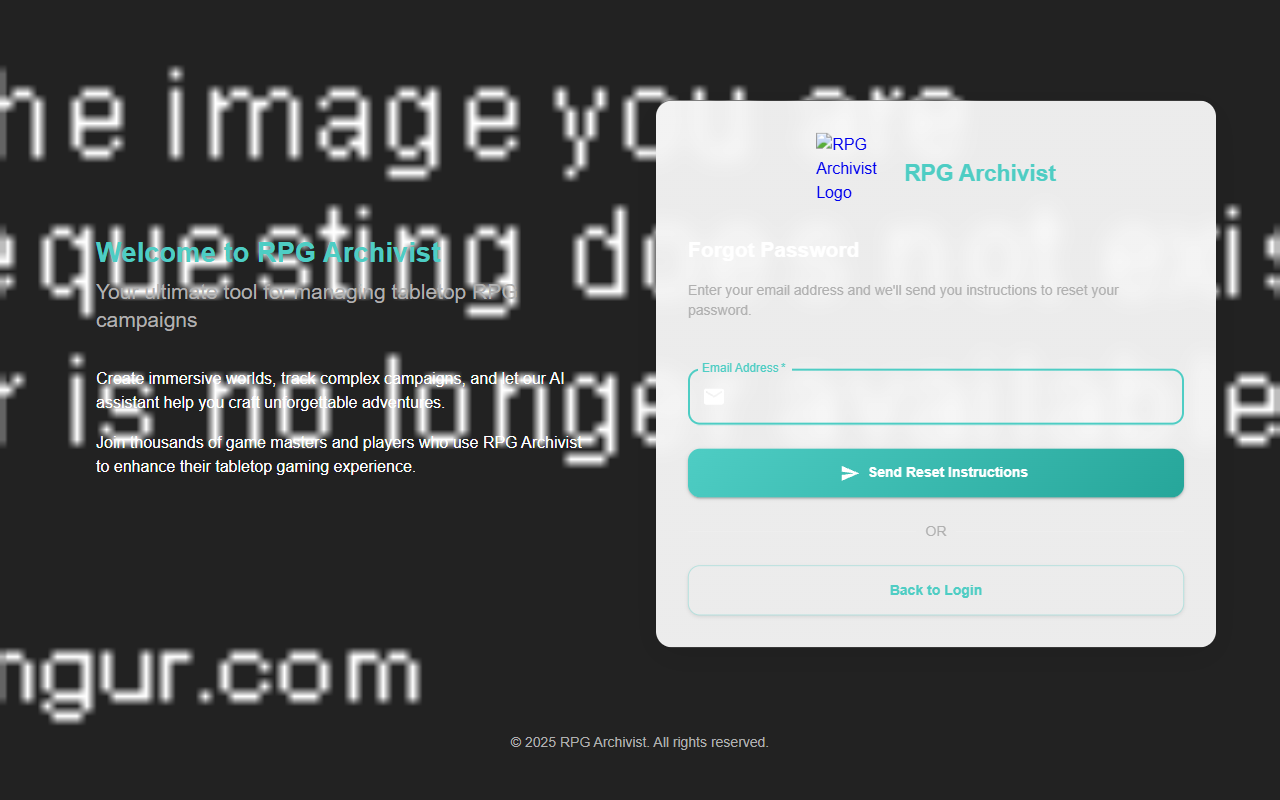 he image you are
equesting do exis
r is no longe e
ngur.com
Welcome to RPG Archivist
Your ultimate tool for managing tabletop RPG
campaigns
Create immersive worlds, track complex campaigns, and let our AI
assistant help you craft unforgettable adventures.
Join thousands of game masters and players who use RPG Archivist
to enhance their tabletop gaming experience.
RPG
Archivist
Logo
RPG Archivist
Forgot Password
Enter your email address and we'll send you instructions to reset your
password.
Email Address *
Send Reset Instructions
OR
Back to Login
© 2025 RPG Archivist. All rights reserved.